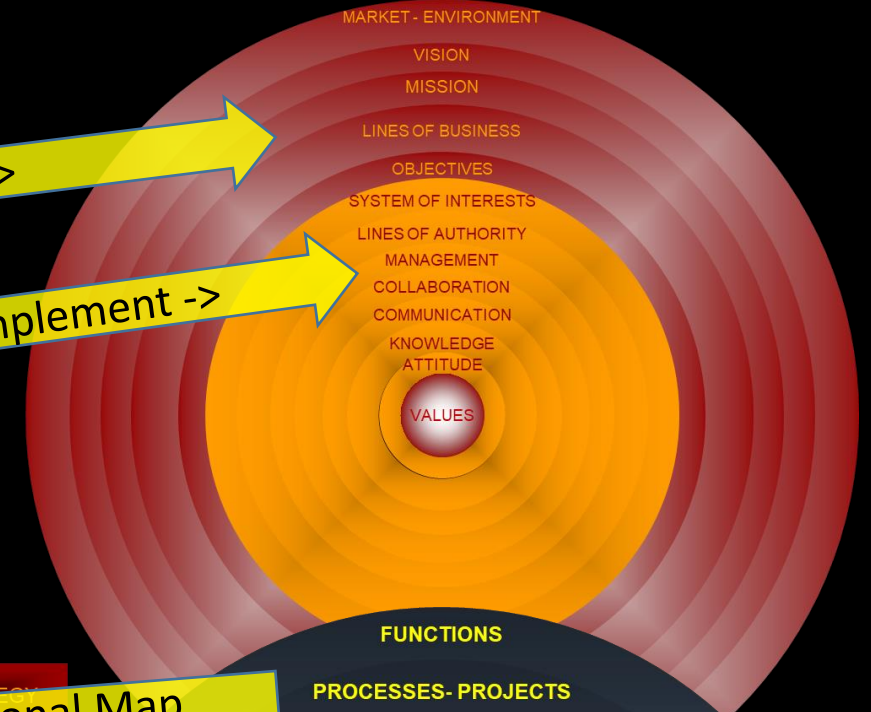 MARKET - ENVIRONMENT
VISION
MISSION
LINES OF BUSINESS
->
OBJECTIVES
SYSTEM OF INTERESTS
LINES OF AUTHORITY
MANAGEMENT
COLLABORATION
->
COMMUNICATION
KNOWLEDGE
ATTITUDE
VALUES
FUNCTIONS
PROCESSES- PROJECTS
Map